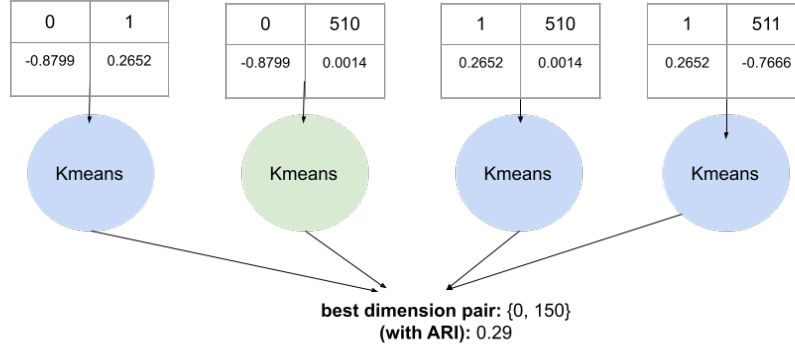 0 1 0 510 1 510 1 511
-0.8799 0.2652 -0.8799 0.0014 0.2652 0.0014 0.2652 -0.7666
Kmeans Kmeans Kmeans Kmeans
best dimension pair: {0, 150}
(with ARI): 0.29